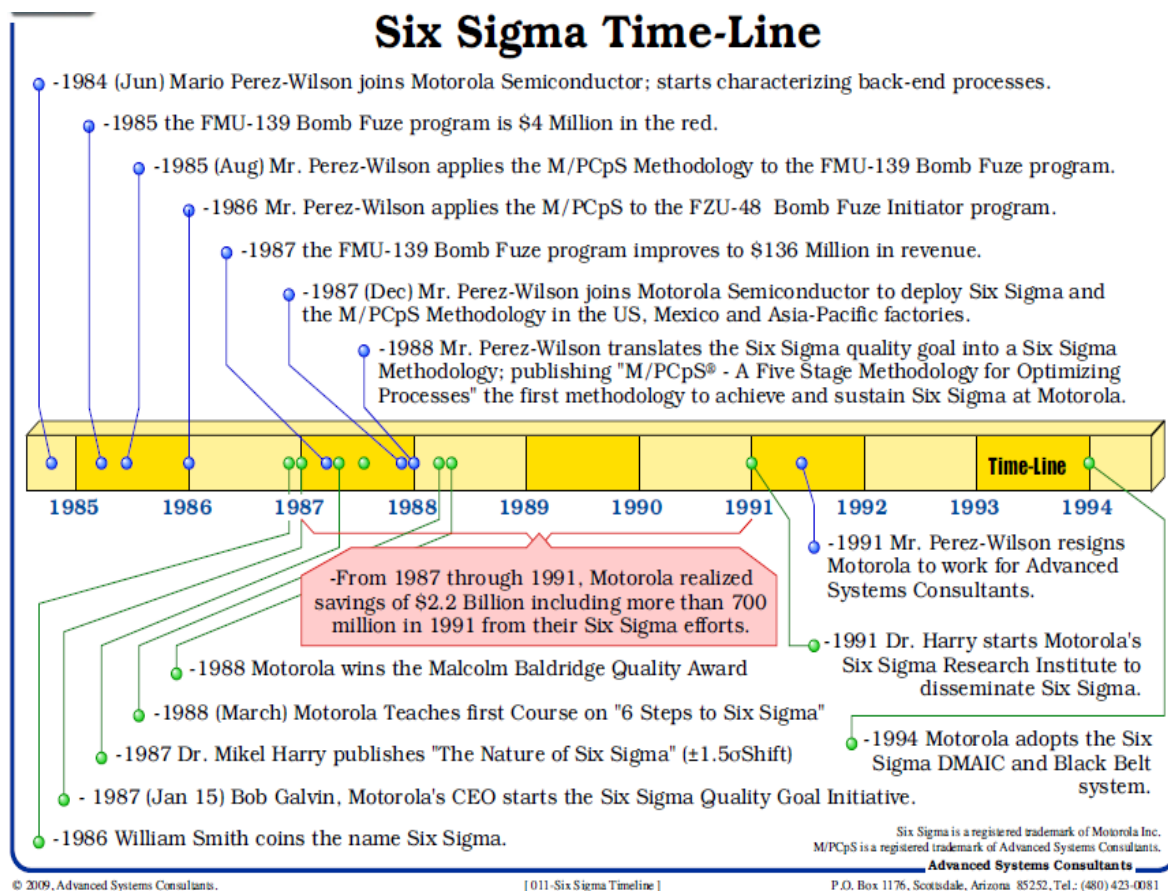 Six Sigma Time-Line
-1984 (Jun) Mario Perez-Wilson joins Motorola Semiconductor; starts characterizing back-end processes.
-1985 the FMU-139 Bomb Fuze program is $4 Million in the red.
-1985 (Aug) Mr. Perez-Wilson applies the M/PCpS Methodology to the FMU-139 Bomb Fuze program.
-1986 Mr. Perez-Wilson applies the M/PCpS to the FZU-48 Bomb Fuze Initiator program.
-1987 the FMU-139 Bomb Fuze program improves to $136 Million in revenue.
-1987 (Dec) Mr. Perez-Wilson joins Motorola Semiconductor to deploy Six Sigma and
the M/PCpS Methodology in the US, Mexico and Asia-Pacific factories.
-1988 Mr. Perez-Wilson translates the Six Sigma quality goal into a Six Sigma
Methodology; publishing "M/PCpS® - A Five Stage Methodology for Optimizing
Processes" the first methodology to achieve and sustain Six Sigma at Motorola.
Time-Line
1985 1986 1987 1988 1989 1990 1991 1992 1993 1994
-From 1987 through 1991, Motorola realized
savings of $2.2 Billion including more than 700
million in 1991 from their Six Sigma efforts.
-1991 Mr. Perez-Wilson resigns
Motorola to work for Advanced
Systems Consultants.
-1991 Dr. Harry starts Motorola's
Six Sigma Research Institute to
disseminate Six Sigma.
-1988 Motorola wins the Malcolm Baldridge Quality Award
-1988 (March) Motorola Teaches first Course on "6 Steps to Six Sigma"
-1987 Dr. Mikel Harry publishes "The Nature of Six Sigma" (±1.5σShift)
-1994 Motorola adopts the Six
Sigma DMAIC and Black Belt
system.
- 1987 (Jan 15) Bob Galvin, Motorola's CEO starts the Six Sigma Quality Goal Initiative.
-1986 William Smith coins the name Six Sigma.
Six Sigma is a registered trademark of Motorola Inc.
M/PCpS is a registered trademark of Advanced Systems Consultants.
Advanced Systems Consultants
© 2009, Advanced Systems Consultants.
[ 011-Six Sigma Timeline ]
P.O. Box 1176, Scottsdale, Arizona 85252, Tel.: (480) 423-0081